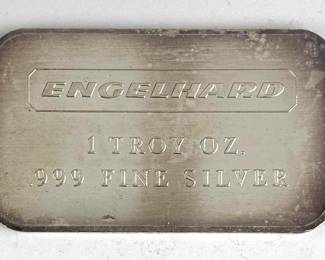 ENGELHARD
1 TROY OZ.
.999 FINE SILVER